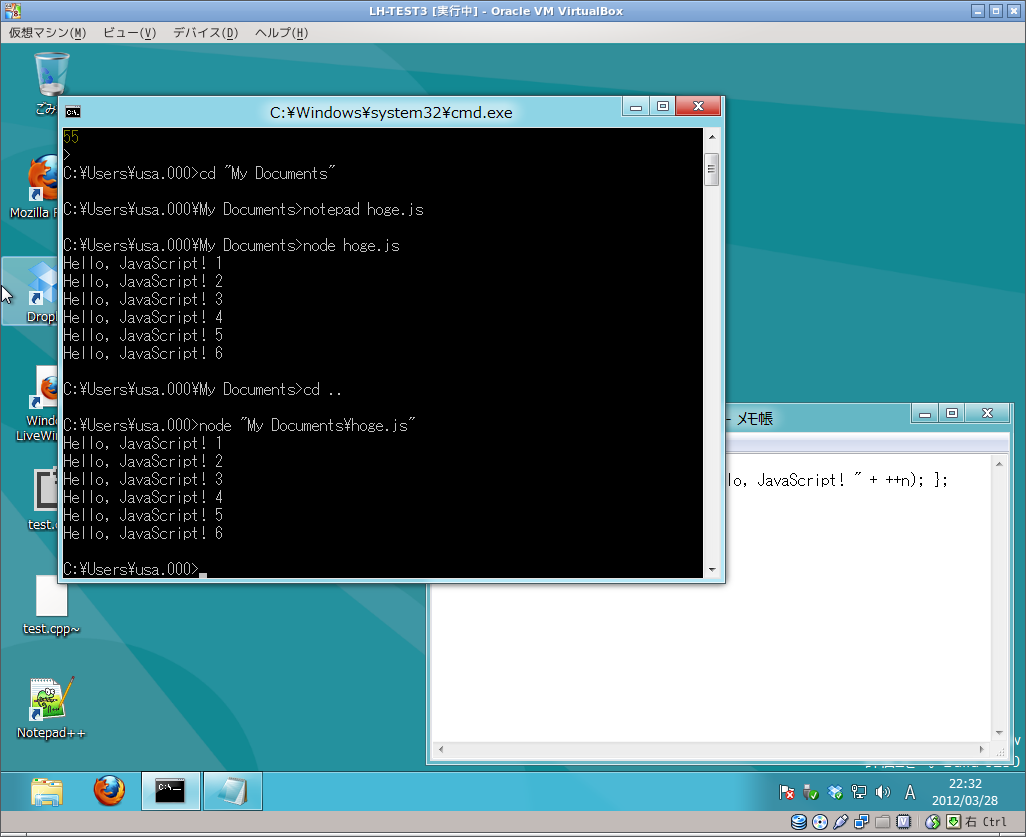 LH-TEST3 [実行中] - Oracle VM VirtualBox
仮想マシン(M) ビュー(V) デバイス(D) ヘルプ(H)
ごみ
Mozilla F
Drop
Wind
LiveWri
test.c
test.cpp~
Notepad++
C:¥Windows¥system32¥cmd.exe
55
>
C:¥Users¥usa.000>cd "My Documents"
C:¥Users¥usa.000¥My Documents>notepad hoge.js
C:¥Users¥usa.000¥My Documents>node hoge.js
Hello, JavaScript! 1
Hello, JavaScript! 2
Hello, JavaScript! 3
Hello, JavaScript! 4
Hello, JavaScript! 5
Hello, JavaScript! 6
C:¥Users¥usa.000¥My Documents>cd ..
C:¥Users¥usa.000>node "My Documents¥hoge.js"
Hello, JavaScript! 1
Hello, JavaScript! 2
Hello, JavaScript! 3
Hello, JavaScript! 4
Hello, JavaScript! 5
Hello, JavaScript! 6
C:¥Users¥usa.000>
- メモ帳
lo, JavaScript! " + ++n); };
A
22:32
2012/03/28
右 Ctrl